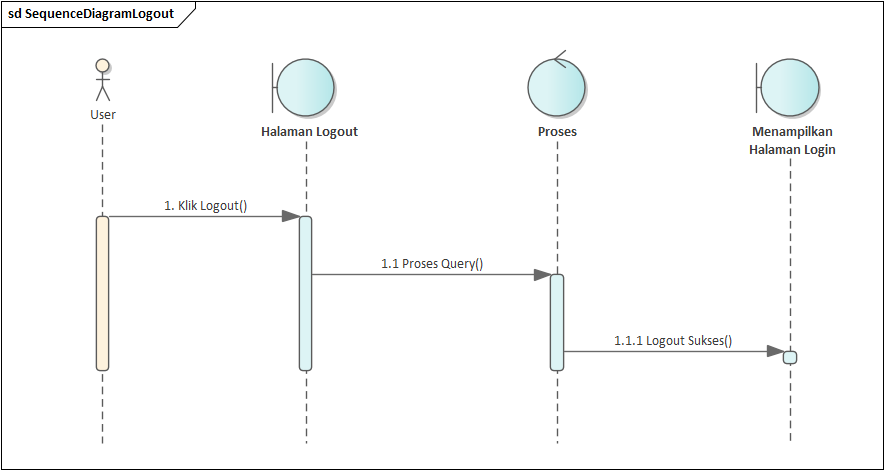 sd SequenceDiagramLogout
User
Halaman Logout
Proses
Menampilkan
Halaman Login
1. Klik Logout()
1.1 Proses Query()
1.1.1 Logout Sukses()